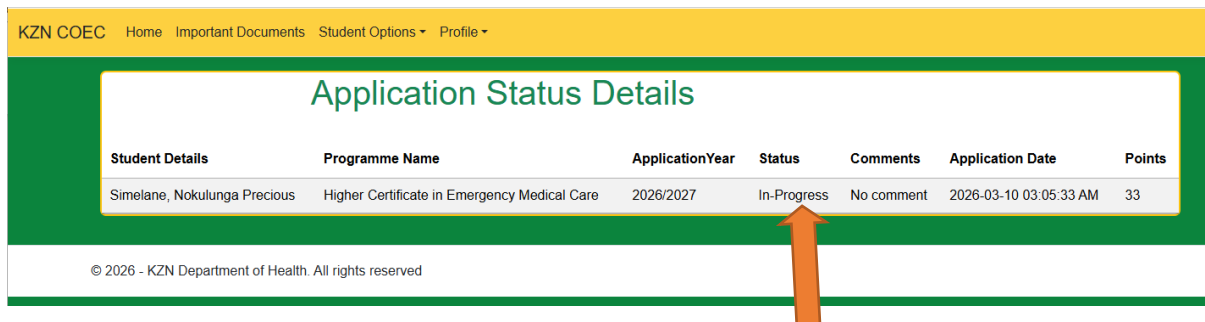 KZN COEC Home Important Documents Student Options Profile
Application Status Details
Student Details Programme Name ApplicationYear Status Comments Application Date Points
Simelane, Nokulunga Precious Higher Certificate in Emergency Medical Care 2026/2027 In-Progress No comment 2026-03-10 03:05:33 AM 33
© 2026 - KZN Department of Health. All rights reserved